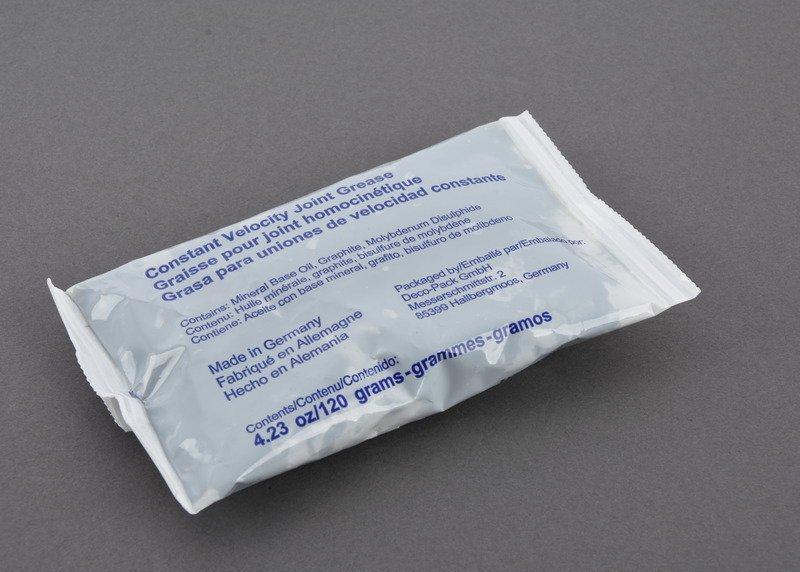 Constant Velocity Joint Grease
Graisse pour joint homocinétique
Grasa para uniones de velocidad constante
Contains: Mineral Base Oil, Graphite, Molybdenum Disulphide
Contenu: Huile minérale, graphite, bisulfure de molybdène
Contiene: Aceite con base mineral, grafito, bisulfuro de molibdeno
Made in Germany
Fabriqué en Allemagne
Hecho en Alemania
Packaged by/Emballé par/Embalado por:
Deco-Pack GmbH
Messerschmittstr. 2
85399 Hallbergmoos, Germany
Contents/Contenu/Contenido:
4.23 oz/120 grams-grammes-gramos